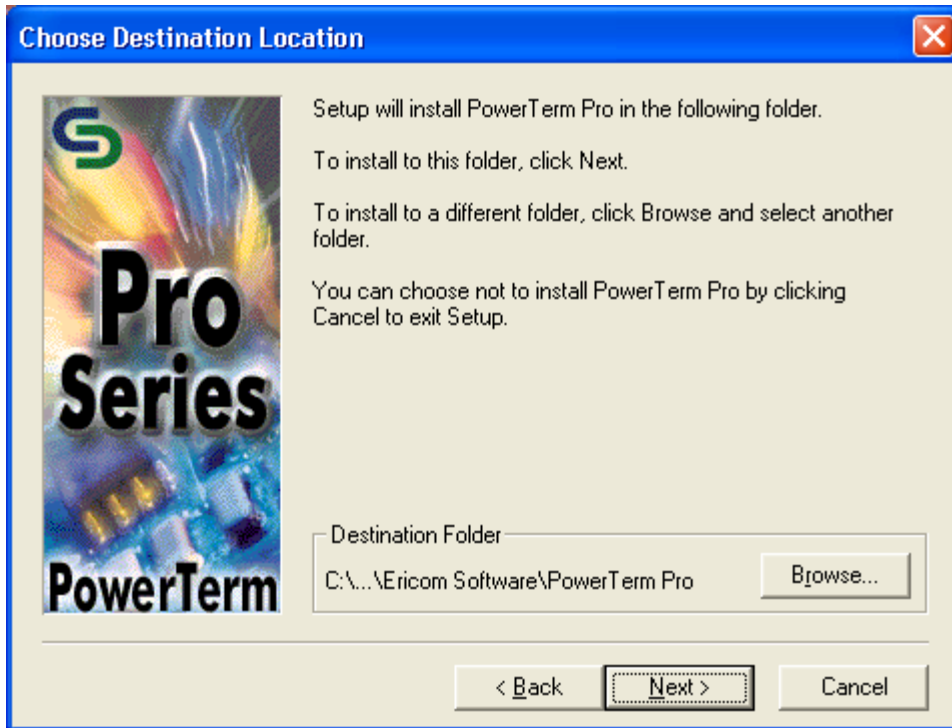 Choose Destination Location
Setup will install PowerTerm Pro in the following folder.
To install to this folder, click Next.
To install to a different folder, click Browse and select another
folder.
You can choose not to install PowerTerm Pro by clicking
Cancel to exit Setup.
Pro
Series
PowerTerm
Destination Folder
C:\...\Ericom Software\PowerTerm Pro
Browse...
< Back
Next >
Cancel